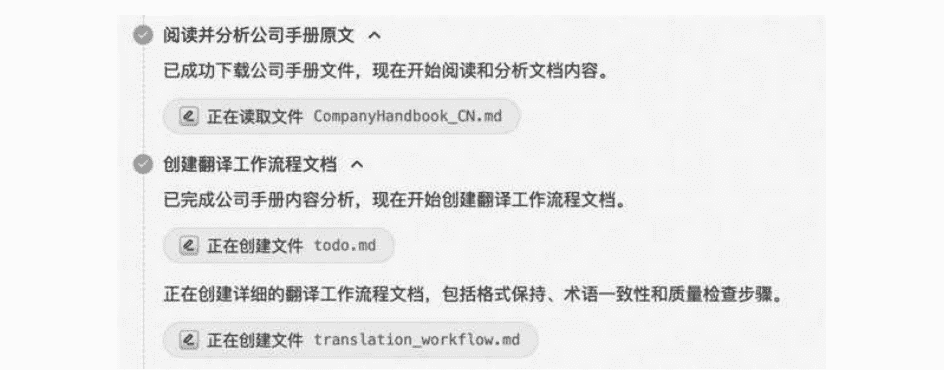 阅读并分析公司手册原文
已成功下载公司手册文件，现在开始阅读和分析文档内容。
正在读取文件 CompanyHandbook_CN.md
创建翻译工作流程文档
已完成公司手册内容分析，现在开始创建翻译工作流程文档。
正在创建文件 todo.md
正在创建详细的翻译工作流程文档，包括格式保持、术语一致性和质量检查步骤。
正在创建文件 translation_workflow.md